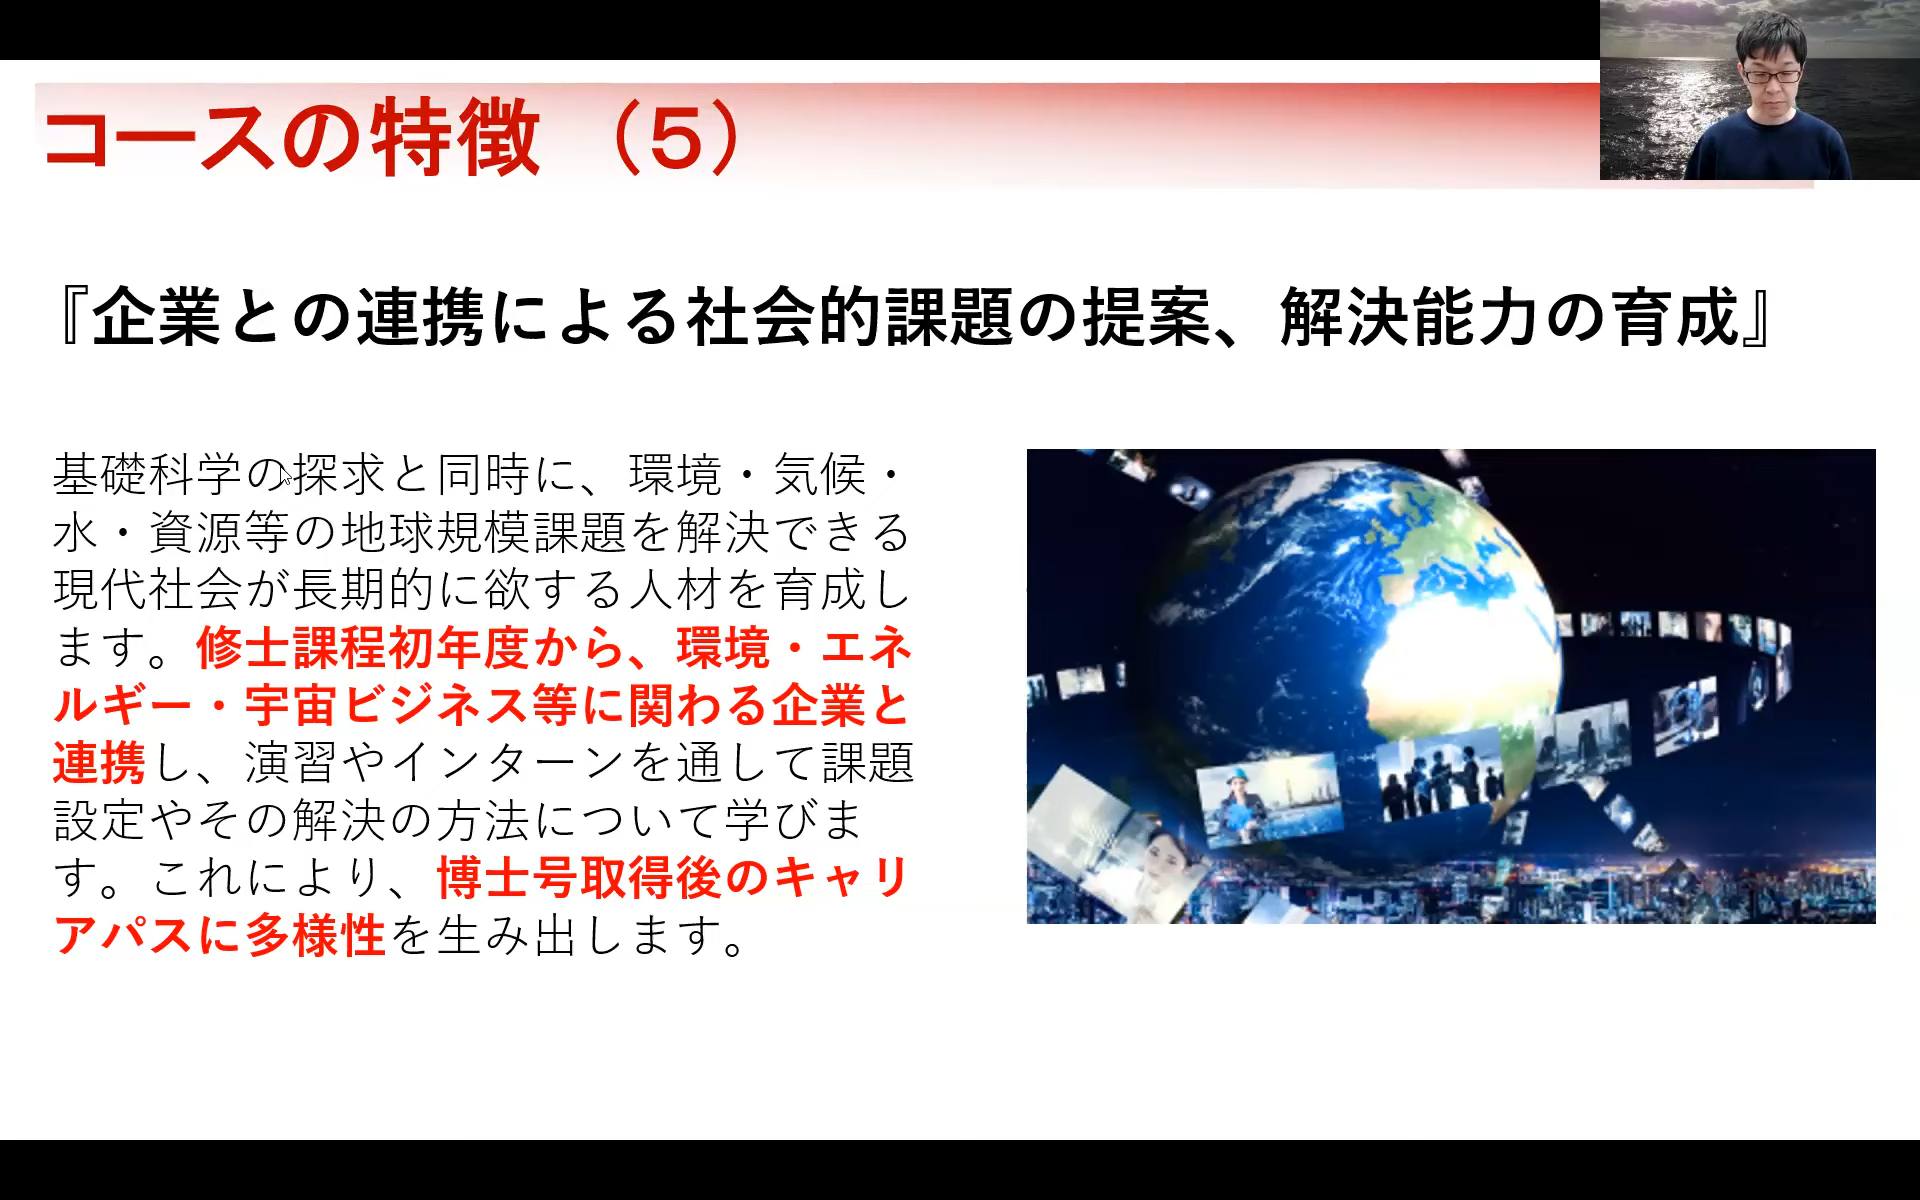 コースの特徴（5）
『企業との連携による社会的課題の提案、解決能力の育成』
基礎科学の探求と同時に、環境・気候・
水・資源等の地球規模課題を解決できる
現代社会が長期的に欲する人材を育成し
ます。修士課程初年度から、環境・エネ
ルギー・宇宙ビジネス等に関わる企業と
連携し、演習やインターンを通して課題
設定やその解決の方法について学びま
す。これにより、博士号取得後のキャリ
アパスに多様性を生み出します。